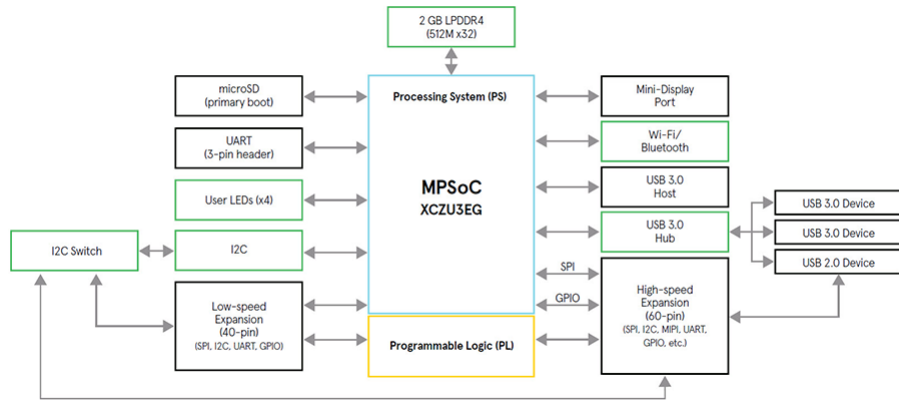 2 GB LPDDR4
(512M x32)
microSD
(primary boot)
Processing System (PS)
Mini-Display
Port
UART
(3-pin header)
Wi-Fi/
Bluetooth
MPSoC
XCZU3EG
User LEDs (x4)
USB 3.0
Host
USB 3.0 Device
I2C Switch
I2C
USB 3.0
Hub
USB 3.0 Device
USB 2.0 Device
SPI
GPIO
Low-speed
Expansion
(40-pin)
(SPI, I2C, UART, GPIO)
High-speed
Expansion
(60-pin)
(SPI, I2C, MIPI, UART,
GPIO, etc.)
Programmable Logic (PL)